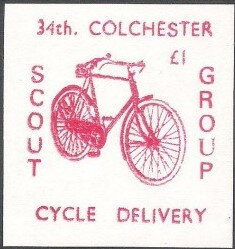 34th. COLCHESTER
£1
SCOUT
GROUP
CYCLE DELIVERY